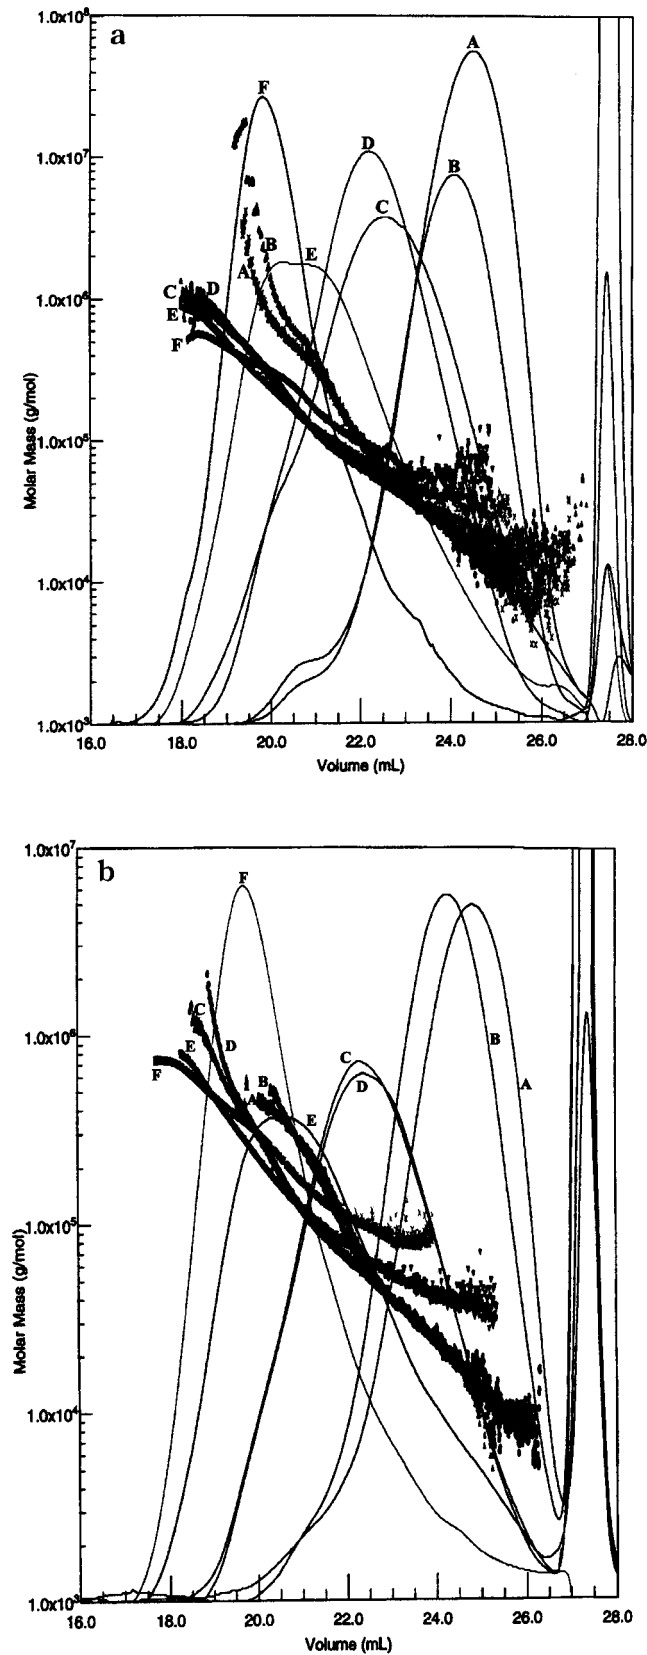 1.0x10⁸
a
A
F
1.0x10⁷
D
B
C
B
E
A
1.0x10⁶
C
D
E
F
1.0x10⁵
Molar Mass (g/mol)
1.0x10⁴
1.0x10³
16.0 18.0 20.0 22.0 24.0 26.0 28.0
Volume (mL)
1.0x10⁷
b
F
1.0x10⁶
C
E
D
B
C
F
A
B
D
A
E
1.0x10⁵
Molar Mass (g/mol)
1.0x10⁴
1.0x10³
16.0 18.0 20.0 22.0 24.0 26.0 28.0
Volume (mL)